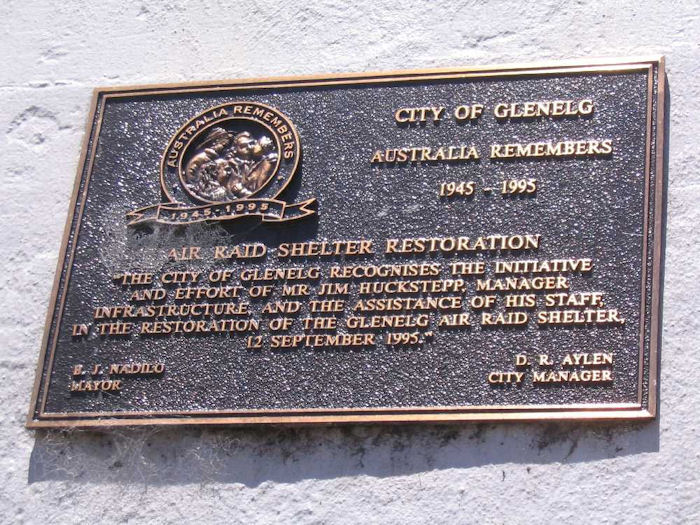 AUSTRALIA REMEMBERS
1945 - 1995
CITY OF GLENELG
AUSTRALIA REMEMBERS
1945 - 1995
AIR RAID SHELTER RESTORATION
"THE CITY OF GLENELG RECOGNISES THE INITIATIVE
AND EFFORT OF MR JIM HUCKSTEPP, MANAGER
INFRASTRUCTURE, AND THE ASSISTANCE OF HIS STAFF,
IN THE RESTORATION OF THE GLENELG AIR RAID SHELTER,
12 SEPTEMBER 1995."
B. J. NADILO
MAYOR
D. R. AYLEN
CITY MANAGER